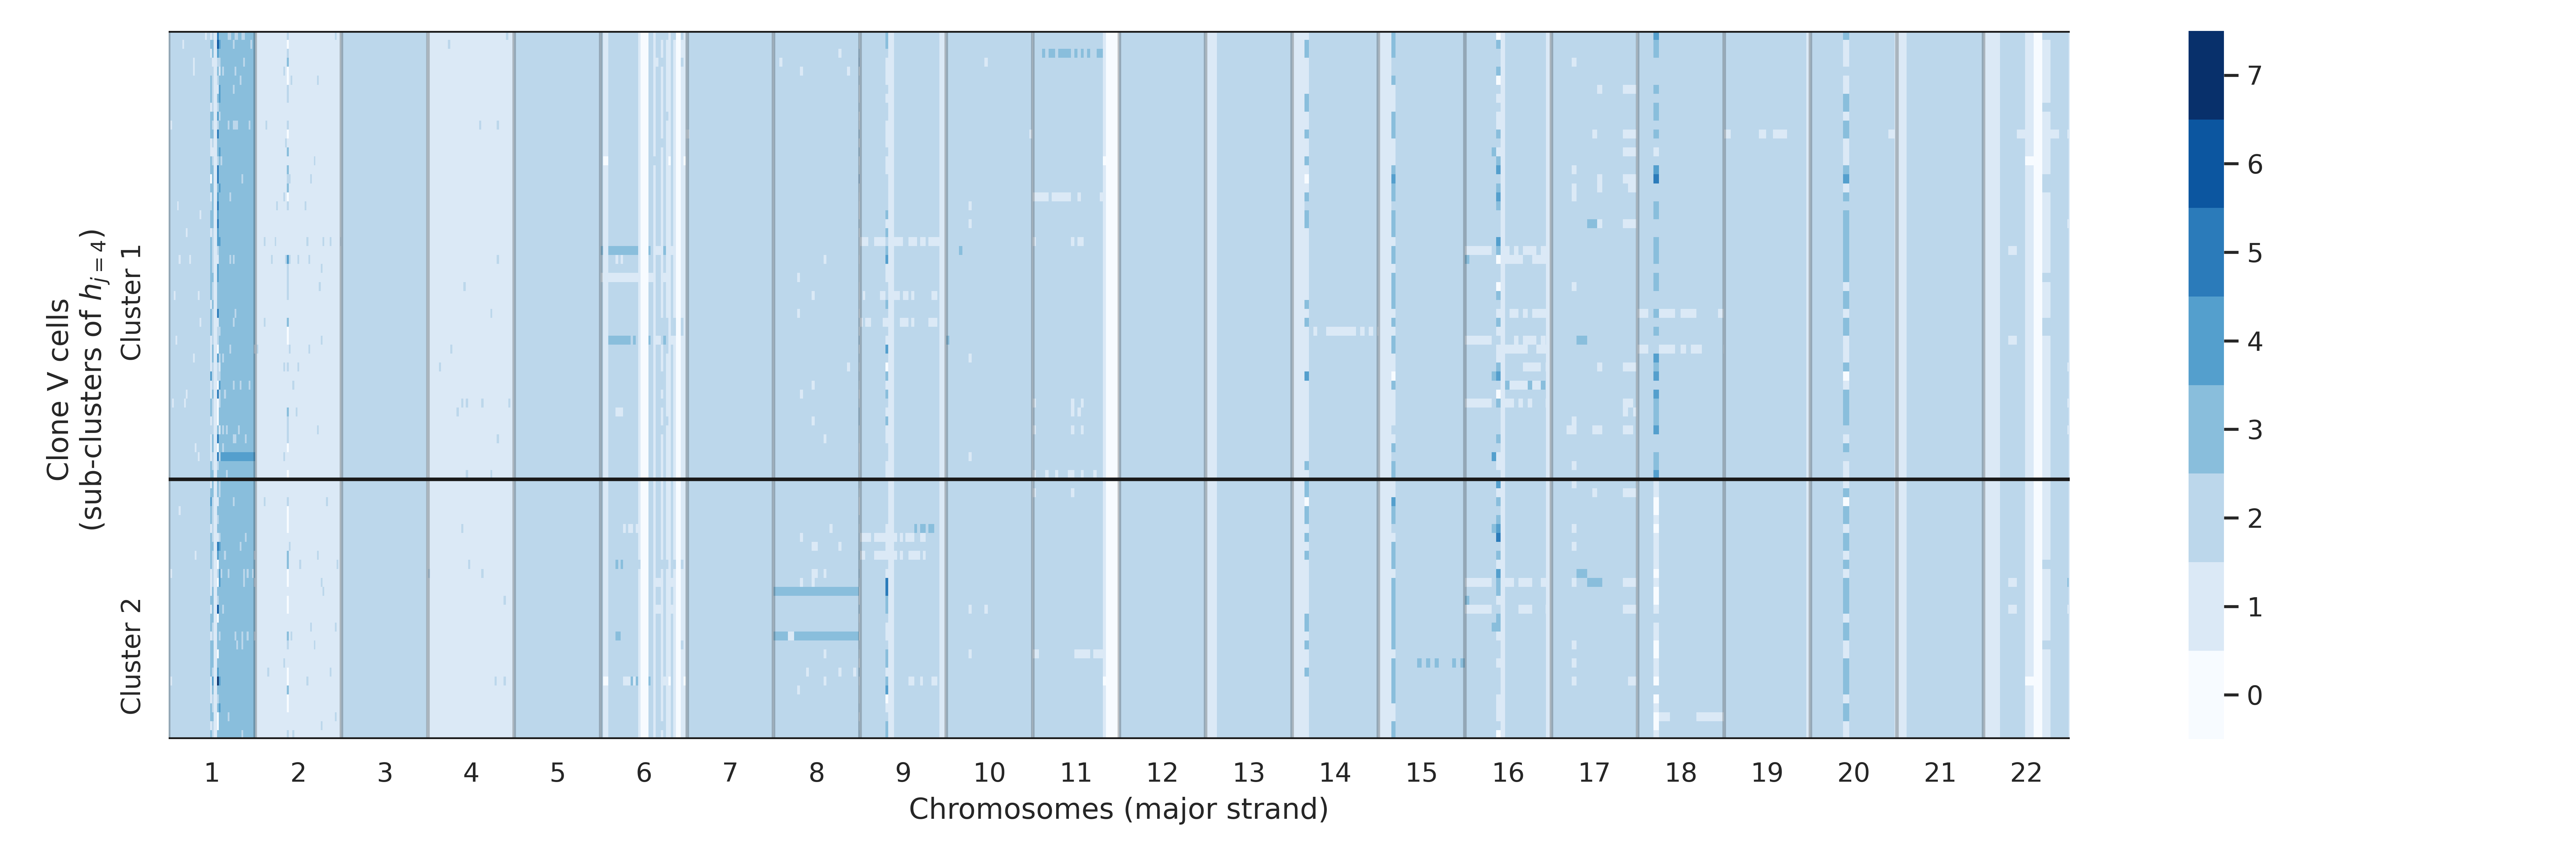 Clone V cells
(sub-clusters of h_{j=4})
Cluster 1
Cluster 2
1 2 3 4 5 6 7 8 9 10 11 12 13 14 15 16 17 18 19 20 21 22
Chromosomes (major strand)
7
6
5
4
3
2
1
0